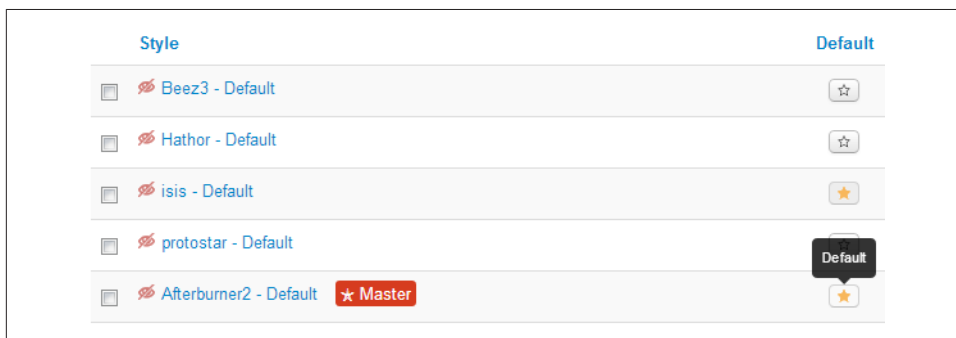 Style Default
Beez3 - Default
Hathor - Default
isis - Default
protostar - Default
Default
Afterburner2 - Default Master